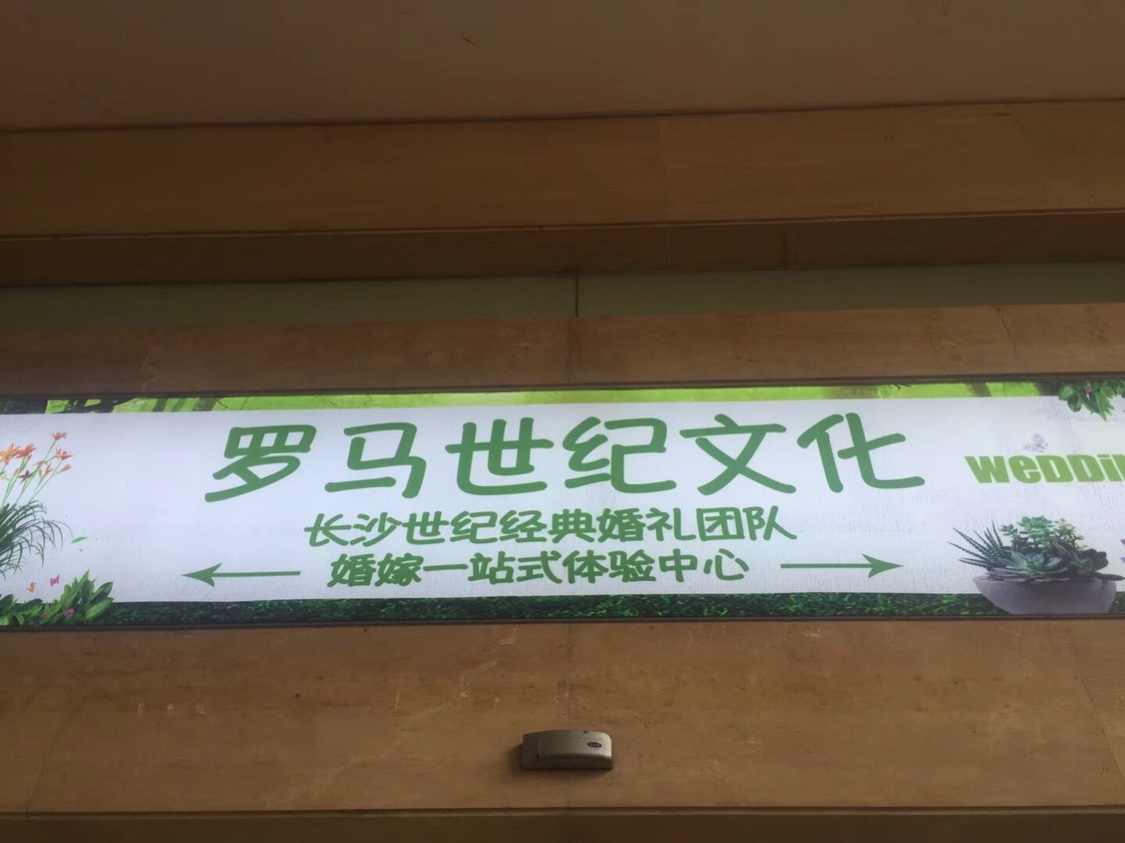 罗马世纪文化
weDDin
长沙世纪经典婚礼团队
婚嫁一站式体验中心